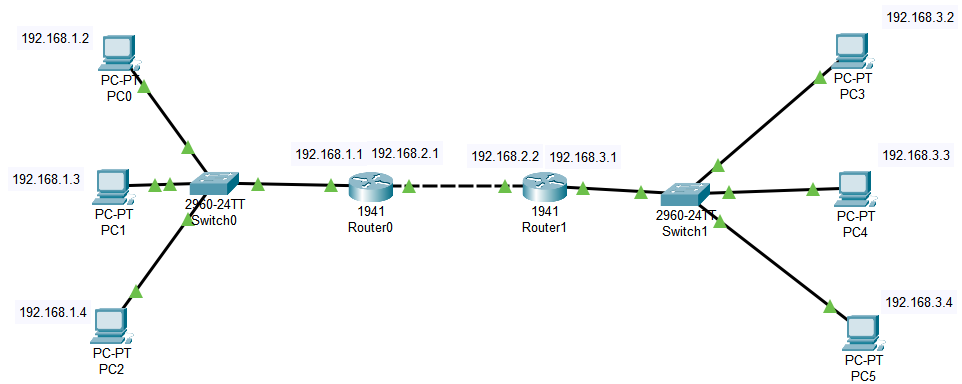 192.168.1.2
PC-PT
PC0
192.168.1.3
PC-PT
PC1
192.168.1.4
PC-PT
PC2
2960-24TT
Switch0
192.168.1.1
192.168.2.1
1941
Router0
192.168.2.2
192.168.3.1
1941
Router1
2960-24TT
Switch1
192.168.3.2
PC-PT
PC3
192.168.3.3
PC-PT
PC4
192.168.3.4
PC-PT
PC5